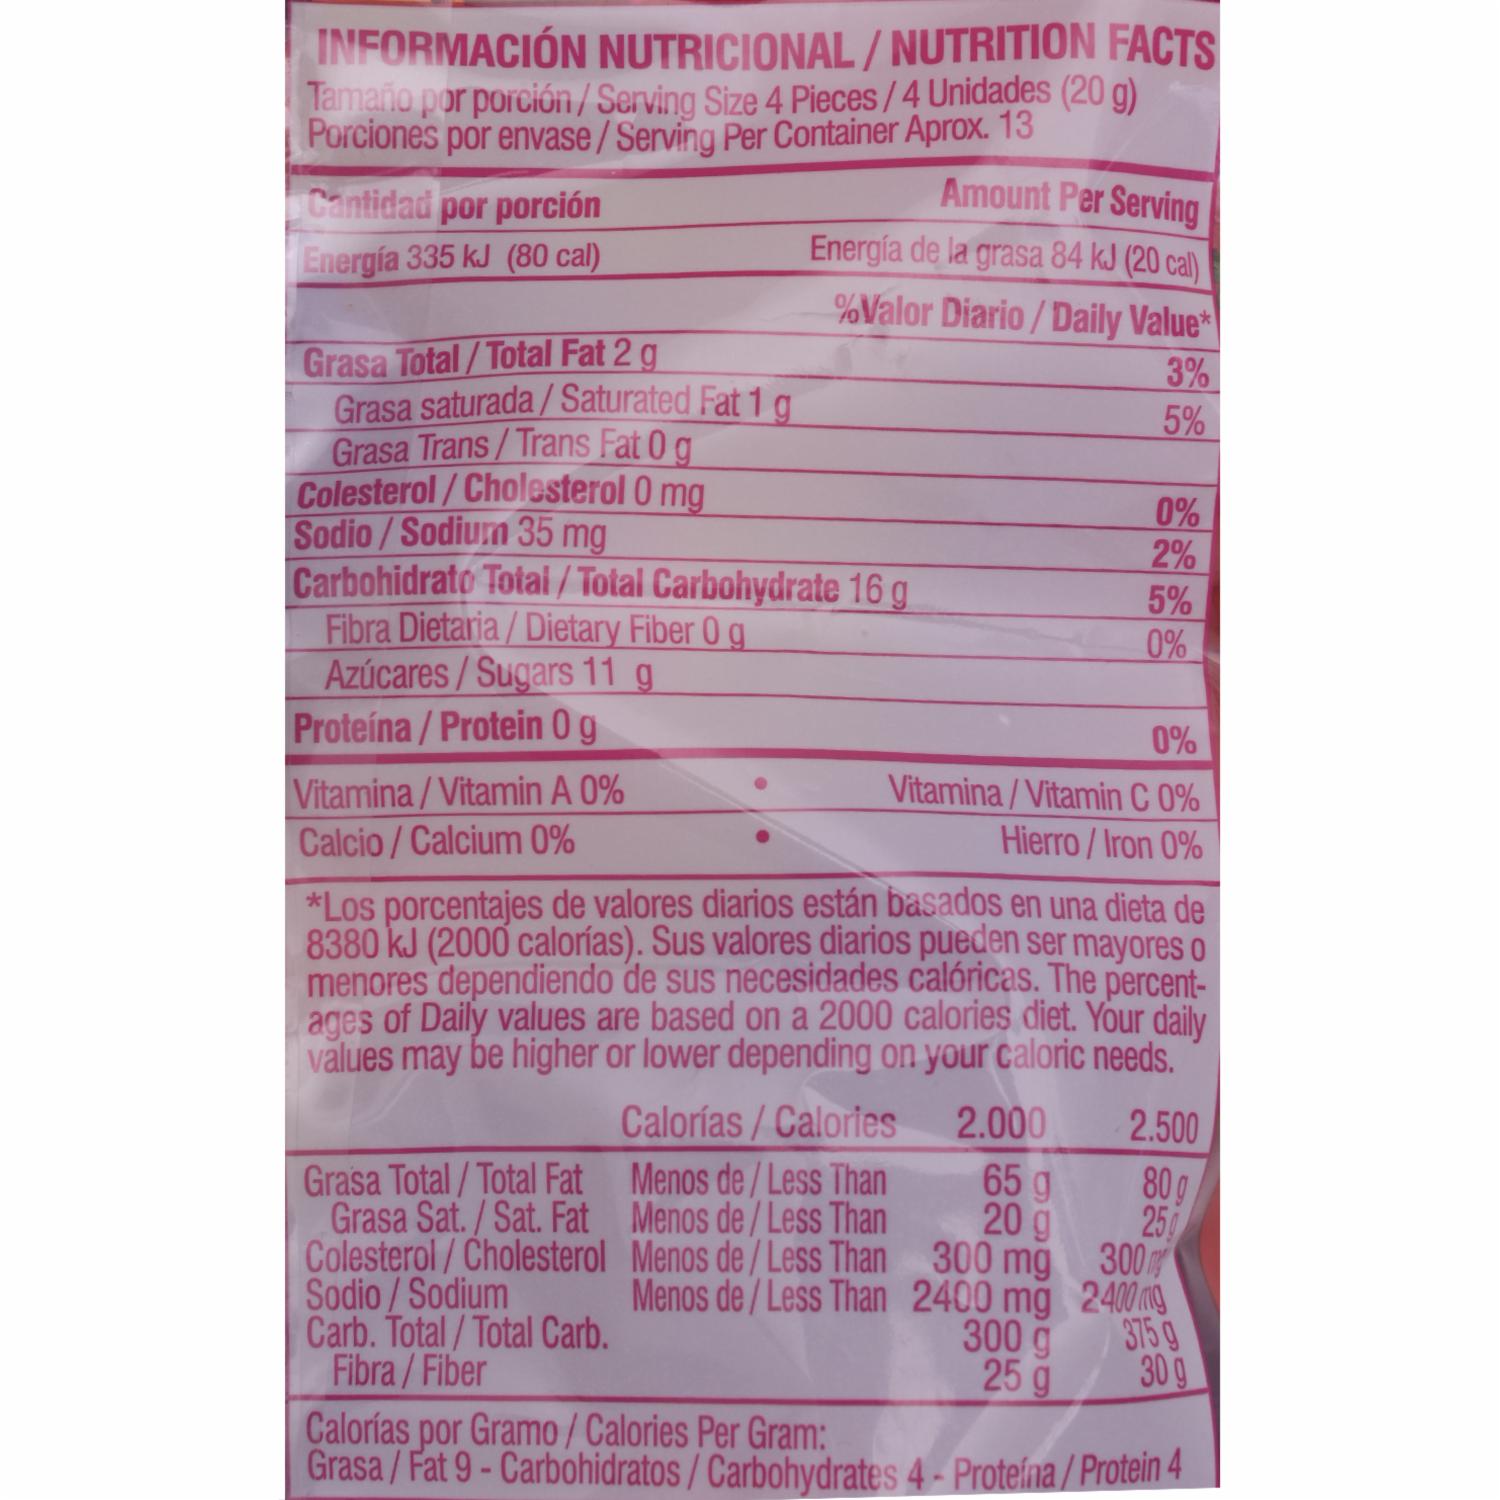 INFORMACIÓN NUTRICIONAL / NUTRITION FACTS
Tamaño por porción / Serving Size 4 Pieces / 4 Unidades (20 g)
Porciones por envase / Serving Per Container Aprox. 13
Cantidad por porción Amount Per Serving
Energía 335 kJ (80 cal) Energía de la grasa 84 kJ (20 cal)
%Valor Diario / Daily Value*
Grasa Total / Total Fat 2 g 3%
Grasa saturada / Saturated Fat 1 g 5%
Grasa Trans / Trans Fat 0 g
Colesterol / Cholesterol 0 mg 0%
Sodio / Sodium 35 mg 2%
Carbohidrato Total / Total Carbohydrate 16 g 5%
Fibra Dietaria / Dietary Fiber 0 g 0%
Azúcares / Sugars 11 g
Proteína / Protein 0 g 0%
Vitamina / Vitamin A 0% • Vitamina / Vitamin C 0%
Calcio / Calcium 0% • Hierro / Iron 0%
*Los porcentajes de valores diarios están basados en una dieta de
8380 kJ (2000 calorías). Sus valores diarios pueden ser mayores o
menores dependiendo de sus necesidades calóricas. The percent-
ages of Daily values are based on a 2000 calories diet. Your daily
values may be higher or lower depending on your caloric needs.
Calorías / Calories 2.000 2.500
Grasa Total / Total Fat Menos de / Less Than 65 g 80 g
Grasa Sat. / Sat. Fat Menos de / Less Than 20 g 25 g
Colesterol / Cholesterol Menos de / Less Than 300 mg 300 mg
Sodio / Sodium Menos de / Less Than 2400 mg 2400 mg
Carb. Total / Total Carb. 300 g 375 g
Fibra / Fiber 25 g 30 g
Calorías por Gramo / Calories Per Gram:
Grasa / Fat 9 - Carbohidratos / Carbohydrates 4 - Proteína / Protein 4